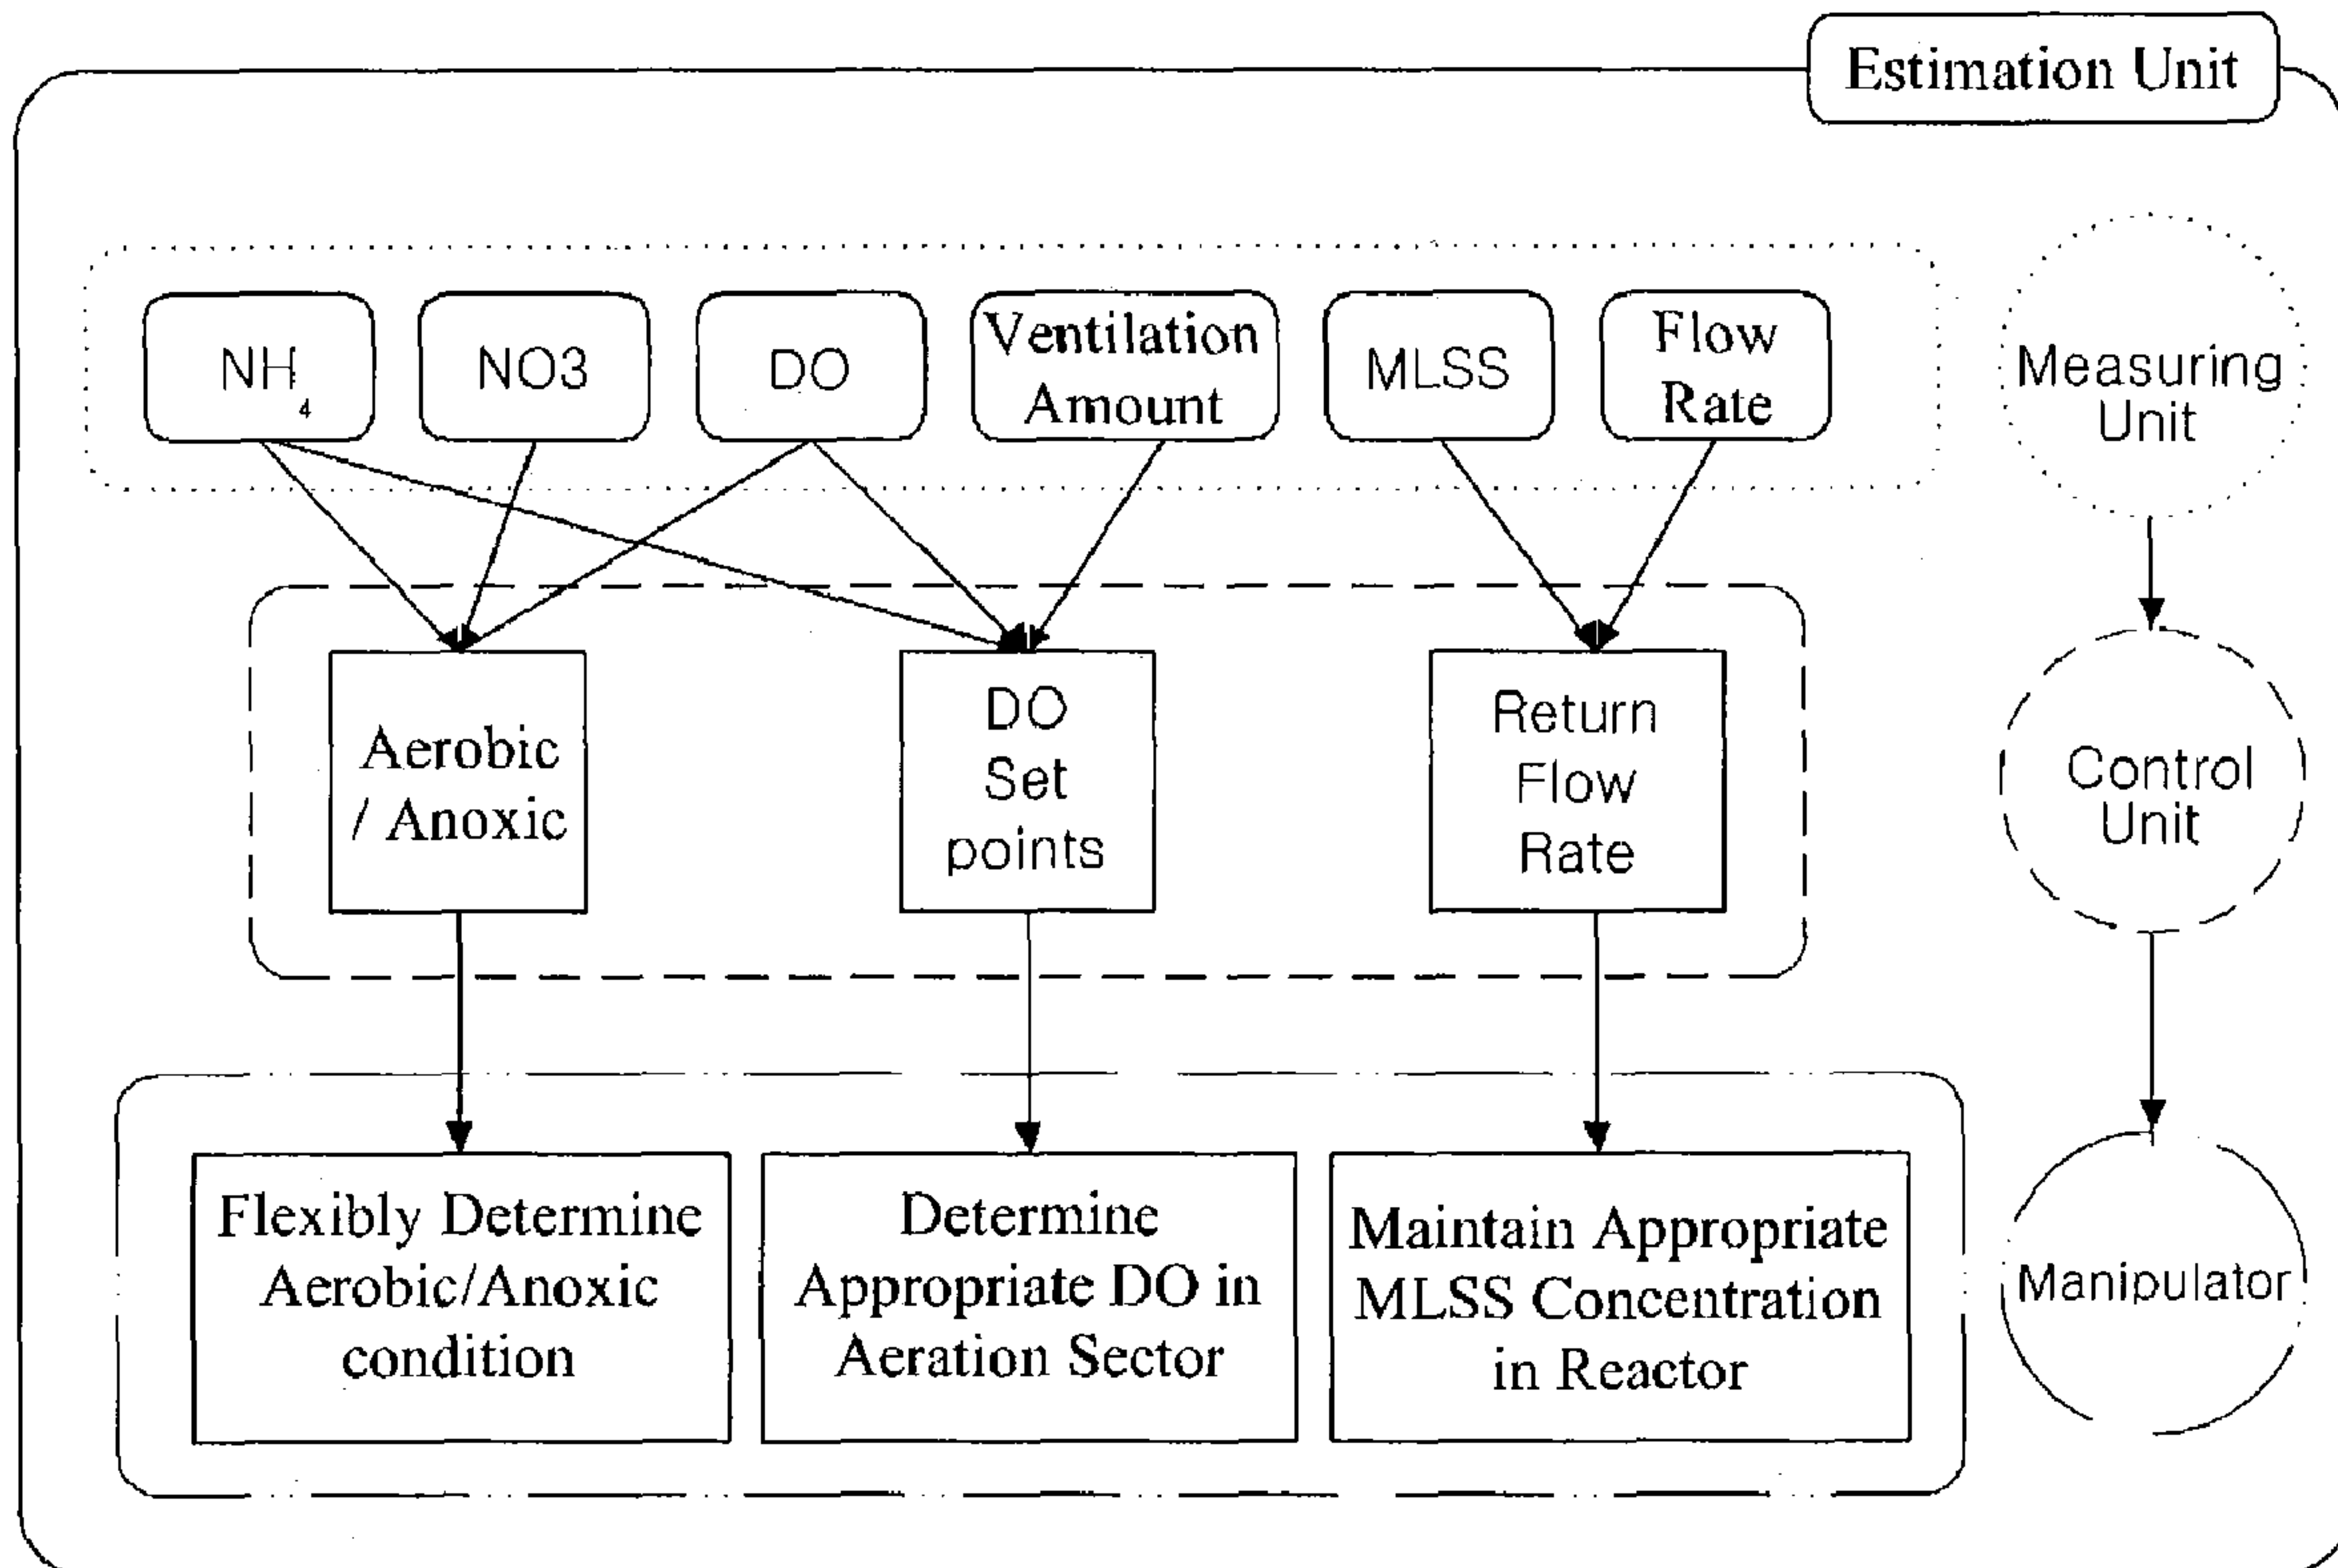 Estimation Unit
NH4
NO3
DO
Ventilation
Amount
MLSS
Flow
Rate
Measuring
Unit
Aerobic
/ Anoxic
DO
Set
points
Return
Flow
Rate
Control
Unit
Flexibly Determine
Aerobic/Anoxic
condition
Determine
Appropriate DO in
Aeration Sector
Maintain Appropriate
MLSS Concentration
in Reactor
Manipulator